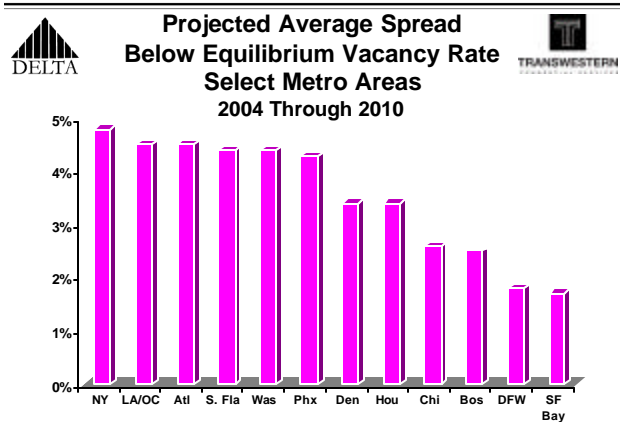 Projected Average Spread
Below Equilibrium Vacancy Rate
Select Metro Areas
2004 Through 2010
DELTA
TRANSWESTERN
5%
4%
3%
2%
1%
0%
NY LA/OC Atl S. Fla Was Phx Den Hou Chi Bos DFW SF
Bay